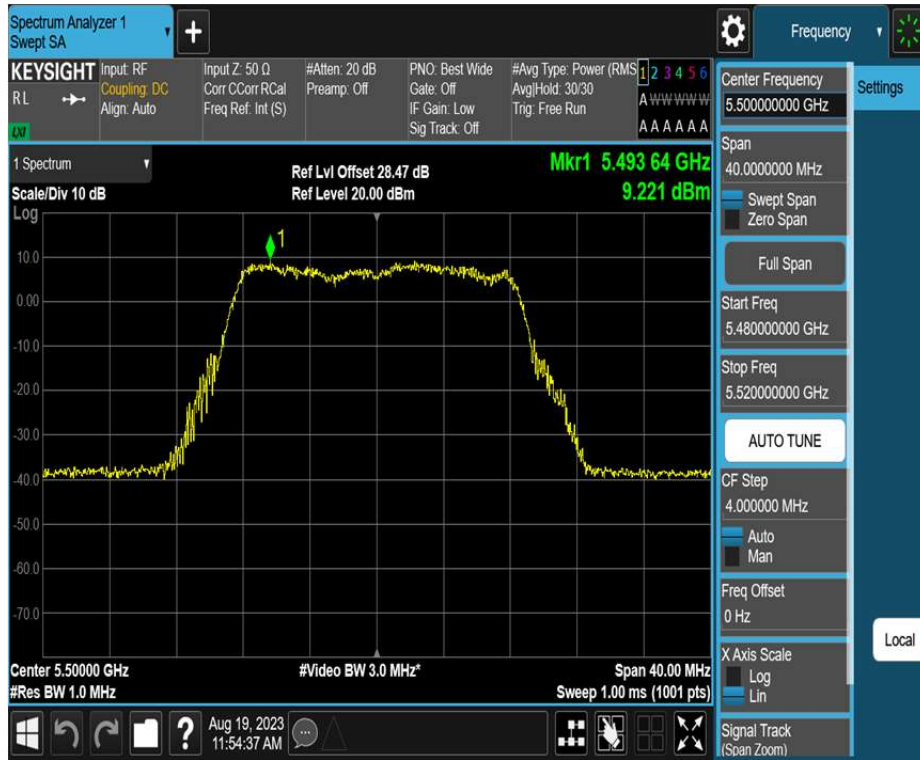 Spectrum Analyzer 1
Swept SA
+
Frequency
KEYSIGHT
R L
LXI
Input: RF
Coupling: DC
Align: Auto
Input Z: 50 Ω
Corr CCorr RCal
Freq Ref: Int (S)
#Atten: 20 dB
Preamp: Off
PNO: Best Wide
Gate: Off
IF Gain: Low
Sig Track: Off
#Avg Type: Power (RMS
Avg|Hold: 30/30
Trig: Free Run
1 2 3 4 5 6
A W W W W W
A A A A A A
1 Spectrum
Scale/Div 10 dB
Log
Ref Lvl Offset 28.47 dB
Ref Level 20.00 dBm
Mkr1 5.493 64 GHz
9.221 dBm
1
10.0
0.00
-10.0
-20.0
-30.0
-40.0
-50.0
-60.0
-70.0
Center 5.50000 GHz
#Res BW 1.0 MHz
#Video BW 3.0 MHz*
Span 40.00 MHz
Sweep 1.00 ms (1001 pts)
?
Aug 19, 2023
11:54:37 AM
Center Frequency
5.50000000 GHz
Span
40.0000000 MHz
Swept Span
Zero Span
Full Span
Start Freq
5.480000000 GHz
Stop Freq
5.520000000 GHz
AUTO TUNE
CF Step
4.000000 MHz
Auto
Man
Freq Offset
0 Hz
X Axis Scale
Log
Lin
Signal Track
(Span Zoom)
Settings
Local